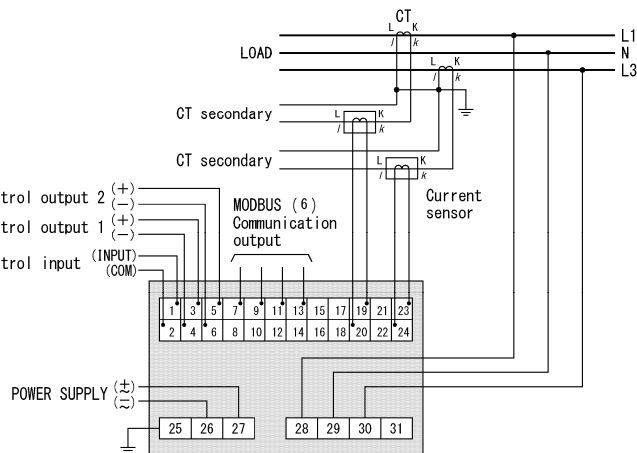 CT
L K
l k
L1
LOAD
N
L K
L3
l k
CT secondary
L K
l k
CT secondary
L K
l k
Current
sensor
trol output 2 (+)
(−)
trol output 1 (+)
(−)
trol input (INPUT)
(COM)
MODBUS (6)
Communication
output
1 3 5 7 9 11 13 15 17 19 21 23
2 4 6 8 10 12 14 16 18 20 22 24
POWER SUPPLY (±)
(−)
25 26 27
28 29 30 31